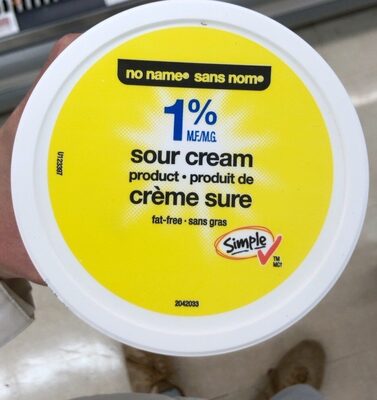 no name® sans nom®
1%
M.F./M.G.
sour cream
product • produit de
crème sure
fat-free • sans gras
Simple
TM
MC†
U123397
2042033